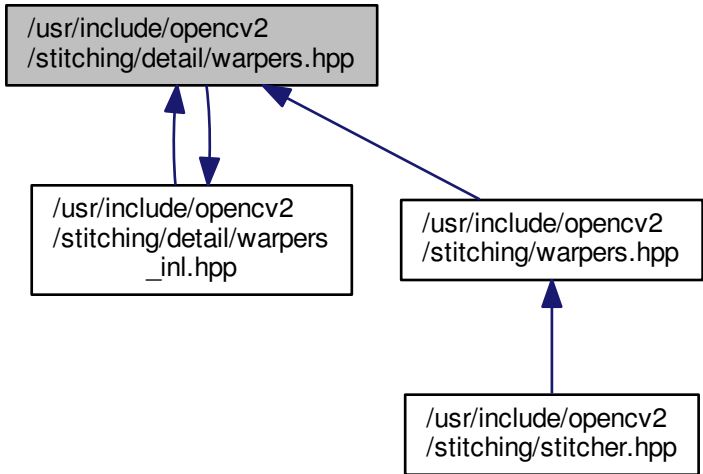 /usr/include/opencv2
/stitching/detail/warpers.hpp
/usr/include/opencv2
/stitching/detail/warpers
_inl.hpp
/usr/include/opencv2
/stitching/warpers.hpp
/usr/include/opencv2
/stitching/stitcher.hpp